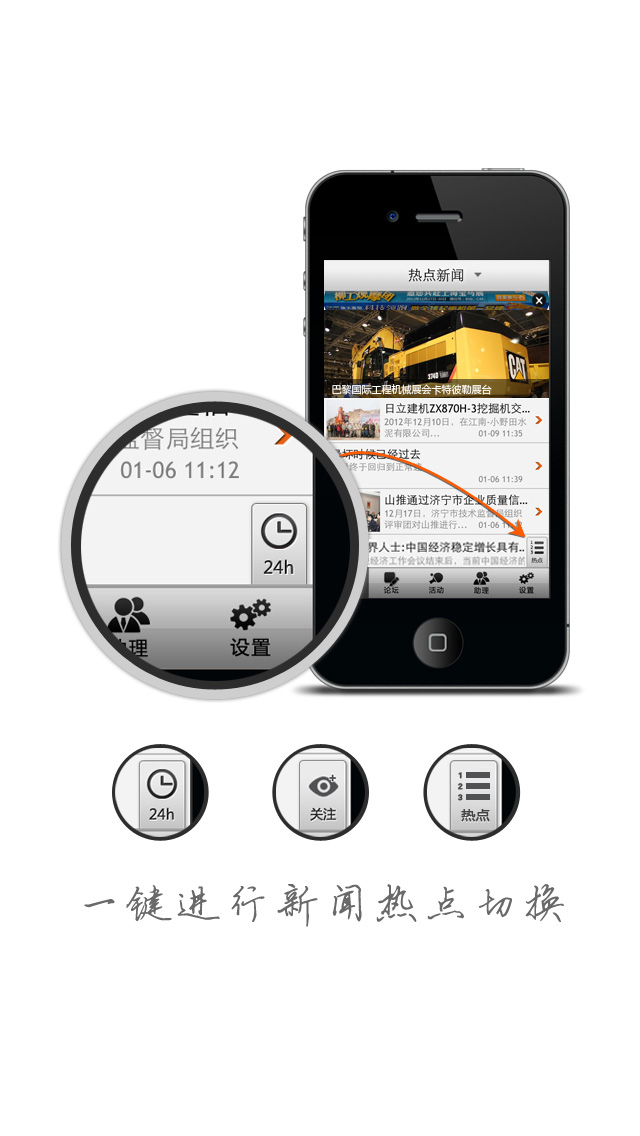 热点新闻
CAT
巴黎国际工程机械展会卡特彼勒展台
日立建机ZX870H-3挖掘机交...
2012年12月10日，在江南-小野田水
泥有限公司...
01-09 11:35
坏时候已经过去
终于回归到正常轨
01-06 11:39
山推通过济宁市企业质量信...
12月17日，济宁市技术监督局组织
评审团对山推进行...
界人士:中国经济稳定增长具有...
经济工作会议结束后，当前中国经济的
热点
论坛
活动
助理
设置
监督局组织
01-06 11:12
24h
助理
设置
24h
关注
1
2
3
热点
一键进行新闻热点切换